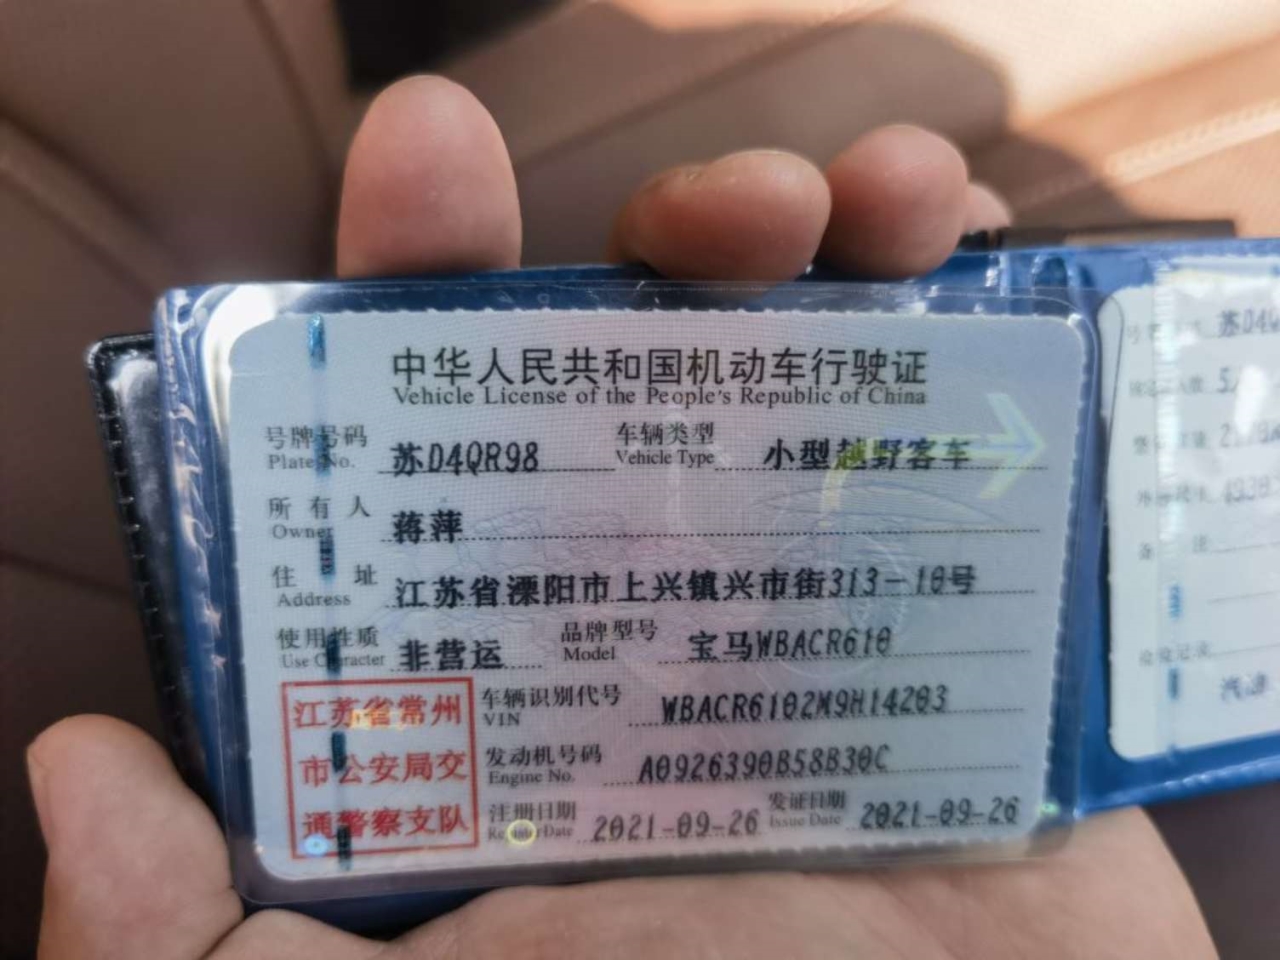 中华人民共和国机动车行驶证
Vehicle License of the People's Republic of China
号牌号码 苏D4QR98 车辆类型 小型越野客车
Plate No. Vehicle Type
所有人 蒋萍
Owner
住址 江苏省溧阳市上兴镇兴市街313-10号
Address
使用性质 非营运 品牌型号 宝马WBACR610
Use Character Model
江苏省常州
市公安局交
通警察支队
车辆识别代号 WBACR6102M9H14203
VIN
发动机号码 A0926390B58B30C
Engine No.
注册日期 2021-09-26 发证日期 2021-09-26
Register Date Issue Date
苏D4Q
汽油